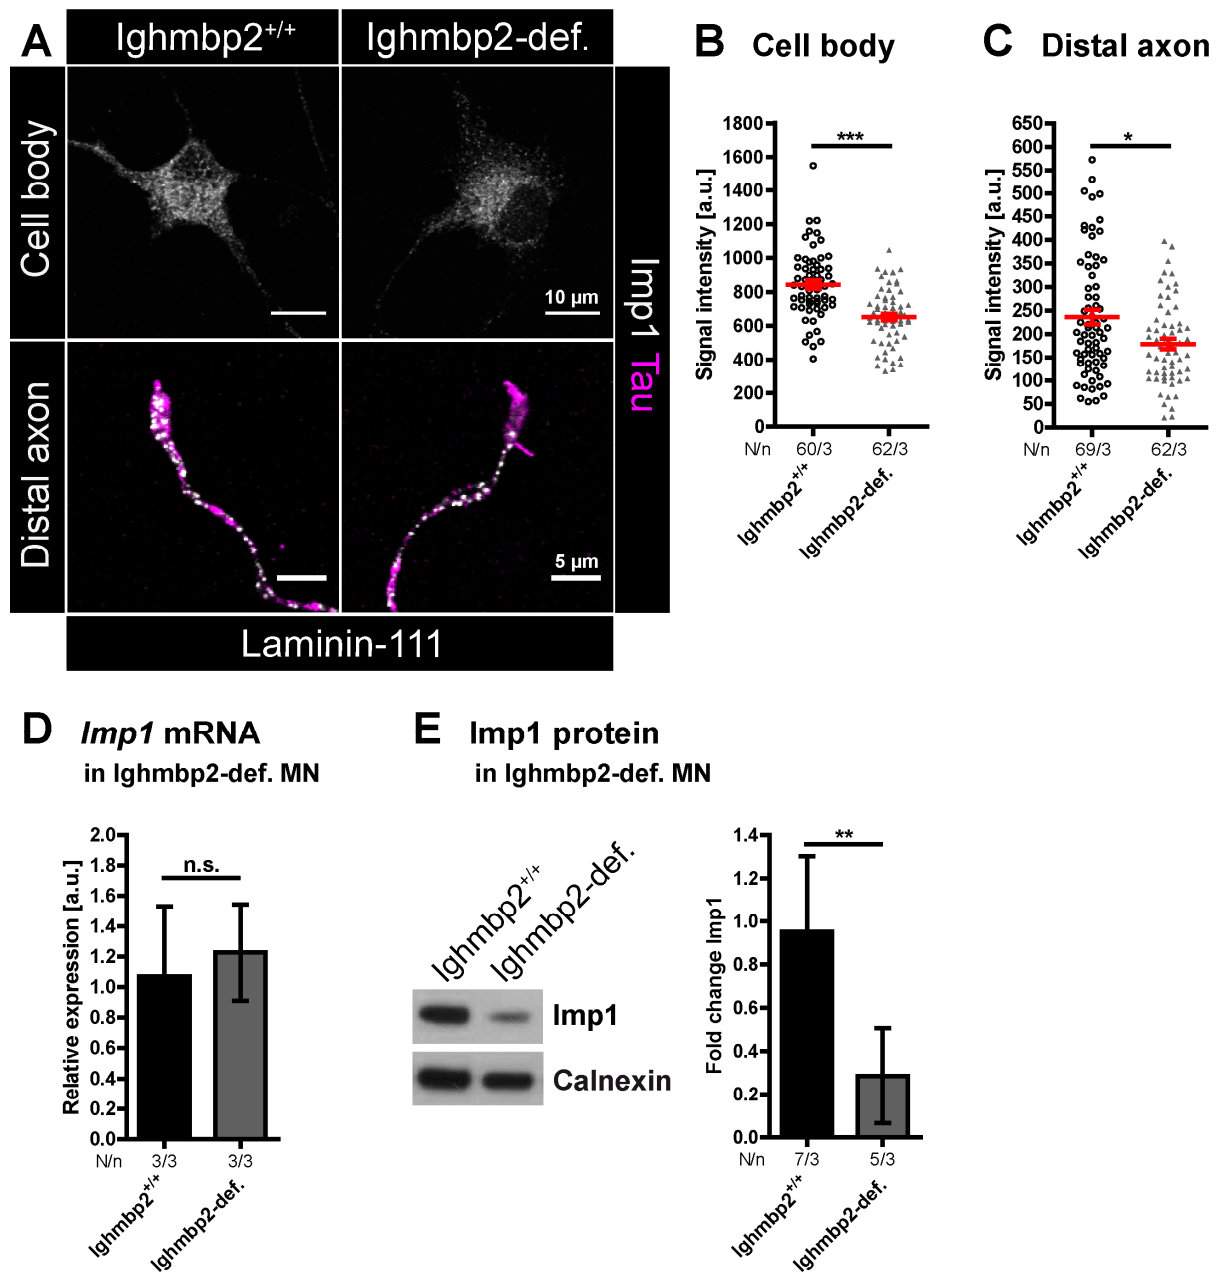 A
Ighmbp2+/+
Ighmbp2-def.
Cell body
10 µm
Distal axon
5 µm
Imp1 Tau
Laminin-111
B Cell body
Signal intensity [a.u.]
1800
1600
1400
1200
1000
800
600
400
200
0
***
N/n 60/3 62/3
Ighmbp2+/+
Ighmbp2-def.
C Distal axon
Signal intensity [a.u.]
650
600
550
500
450
400
350
300
250
200
150
100
50
0
*
N/n 69/3 62/3
Ighmbp2+/+
Ighmbp2-def.
D Imp1 mRNA
in Ighmbp2-def. MN
Relative expression [a.u.]
2.0
1.8
1.6
1.4
1.2
1.0
0.8
0.6
0.4
0.2
0.0
n.s.
N/n 3/3 3/3
Ighmbp2+/+
Ighmbp2-def.
E Imp1 protein
in Ighmbp2-def. MN
Ighmbp2+/+
Ighmbp2-def.
Imp1
Calnexin
Fold change Imp1
1.4
1.2
1.0
0.8
0.6
0.4
0.2
0.0
**
N/n 7/3 5/3
Ighmbp2+/+
Ighmbp2-def.